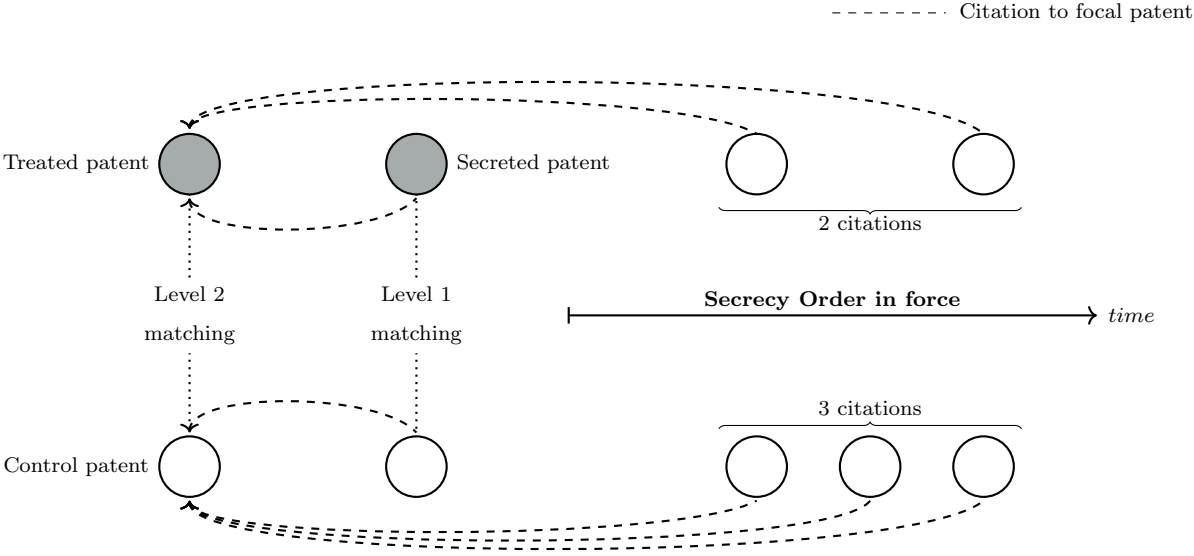 Citation to focal patent
Treated patent
Secreted patent
2 citations
Level 2
matching
Level 1
matching
Secrecy Order in force
time
3 citations
Control patent